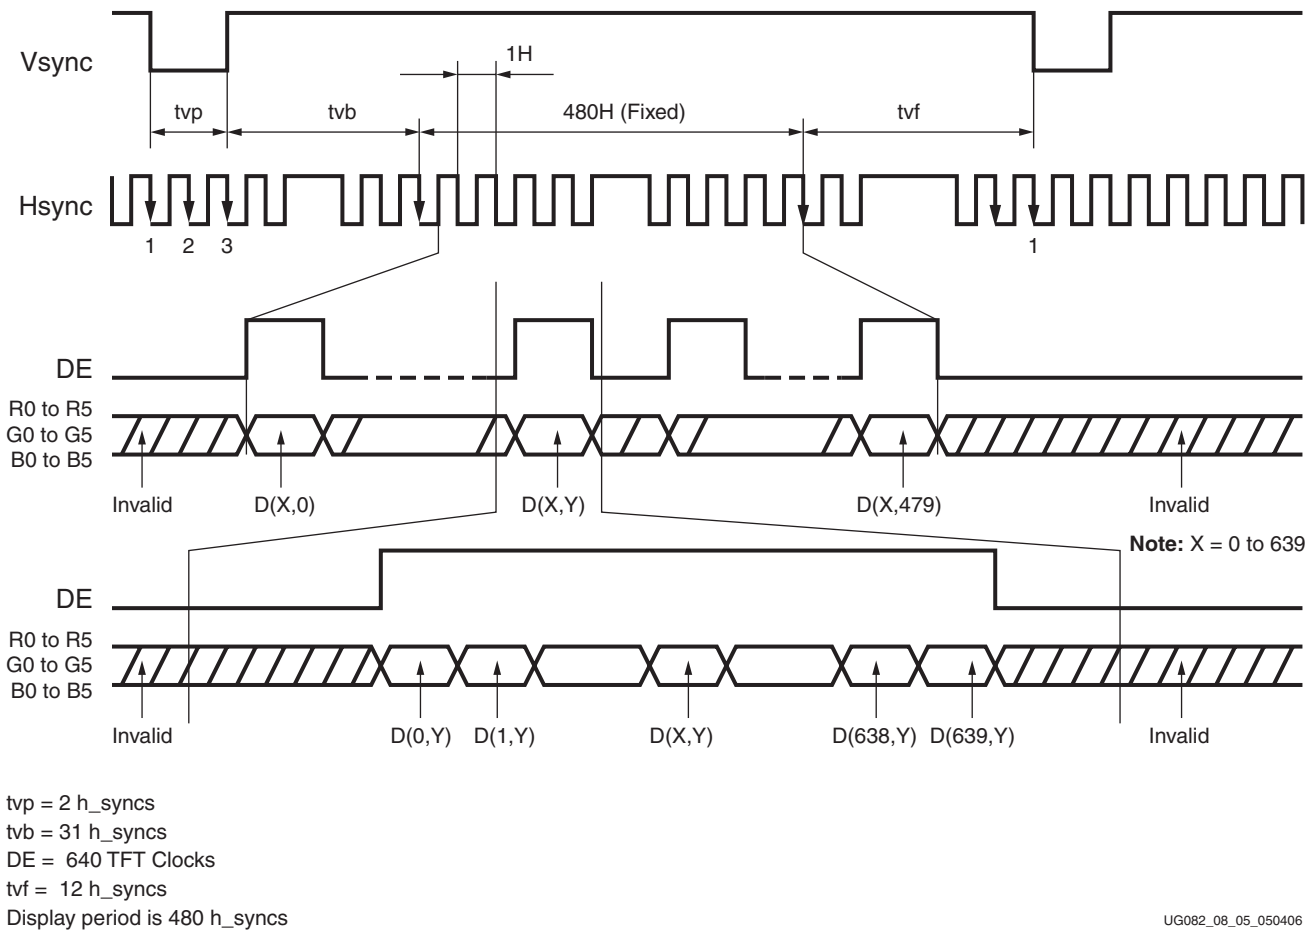 Vsync
1H
tvp
tvb
480H (Fixed)
tvf
Hsync
1
2
3
1
DE
R0 to R5
G0 to G5
B0 to B5
Invalid
D(X,0)
D(X,Y)
D(X,479)
Invalid
Note: X = 0 to 639
DE
R0 to R5
G0 to G5
B0 to B5
Invalid
D(0,Y)
D(1,Y)
D(X,Y)
D(638,Y)
D(639,Y)
Invalid
tvp = 2 h_syncs
tvb = 31 h_syncs
DE = 640 TFT Clocks
tvf = 12 h_syncs
Display period is 480 h_syncs
UG082_08_05_050406